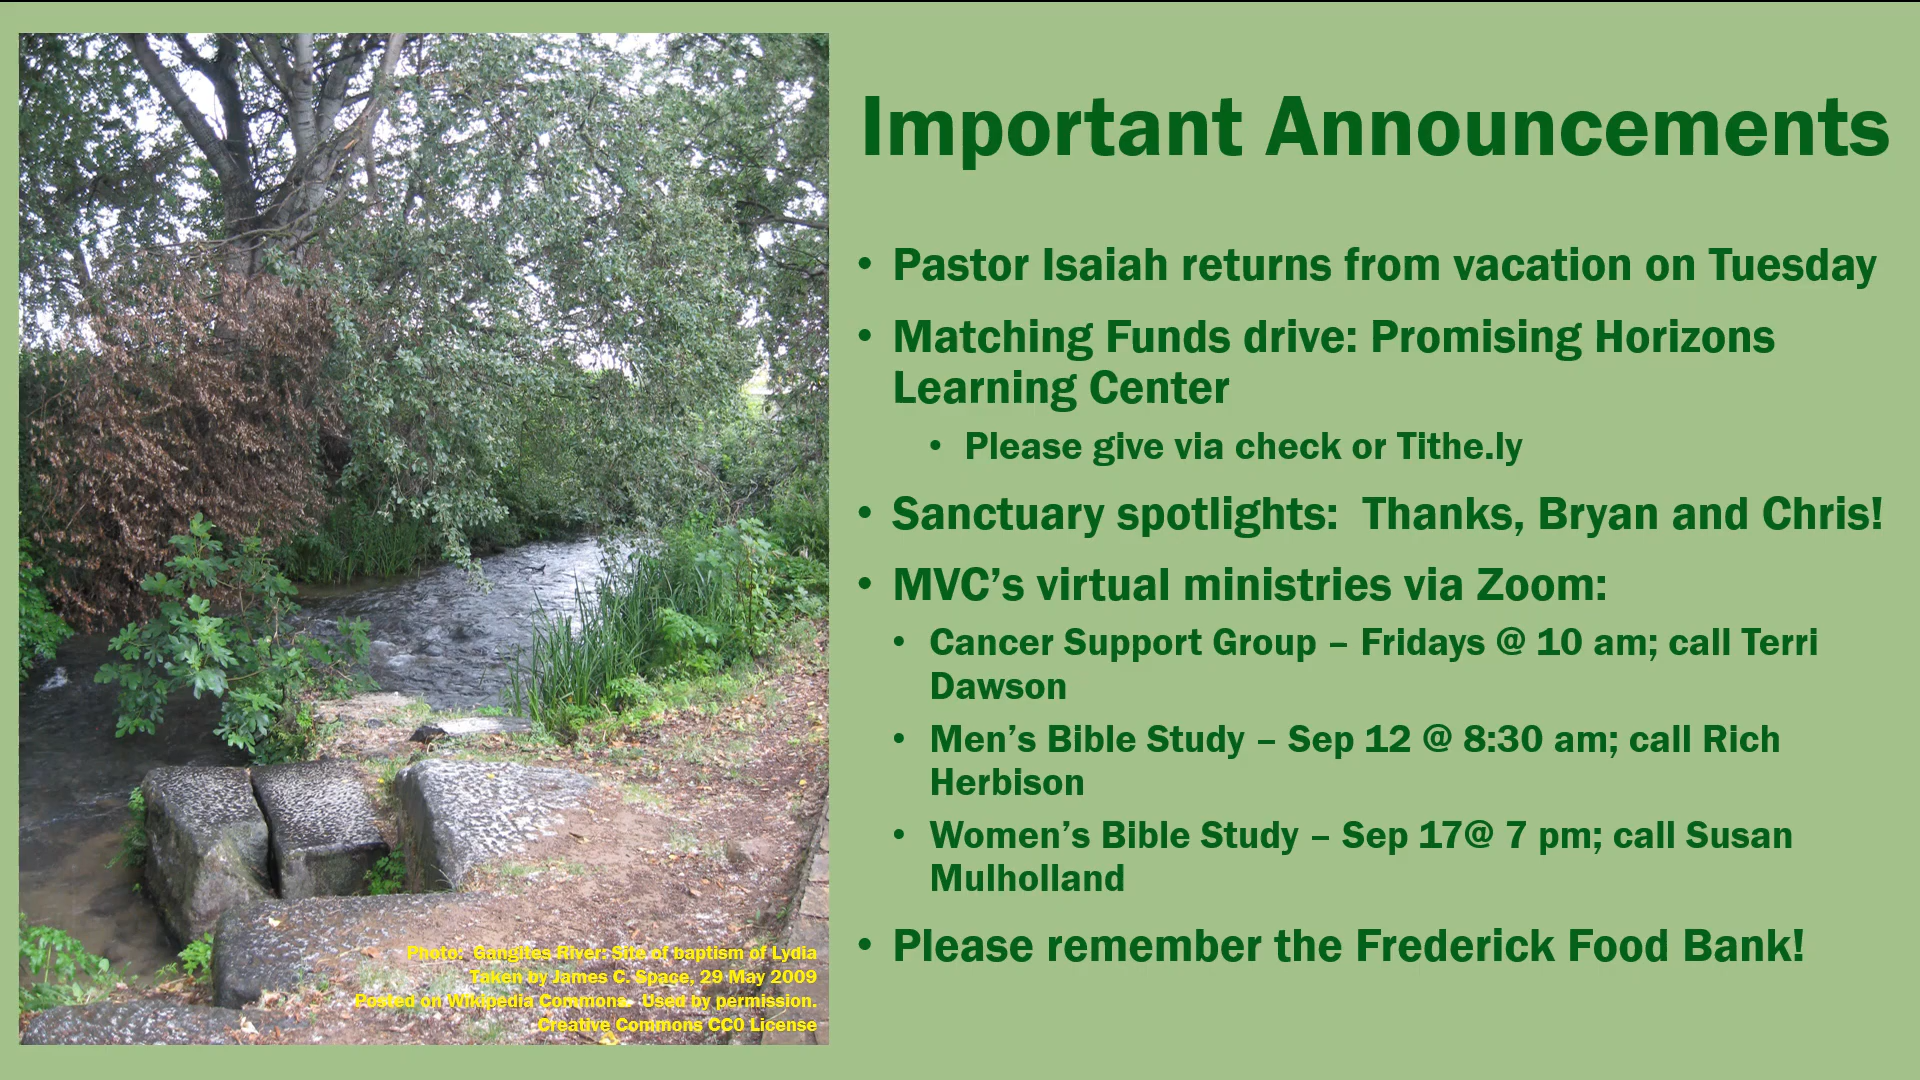 Important Announcements
• Pastor Isaiah returns from vacation on Tuesday
• Matching Funds drive: Promising Horizons
Learning Center
• Please give via check or Tithe.ly
• Sanctuary spotlights:  Thanks, Bryan and Chris!
• MVC’s virtual ministries via Zoom:
• Cancer Support Group – Fridays @ 10 am; call Terri
Dawson
• Men’s Bible Study – Sep 12 @ 8:30 am; call Rich
Herbison
• Women’s Bible Study – Sep 17@ 7 pm; call Susan
Mulholland
• Please remember the Frederick Food Bank!
Photo:  Gangites River: Site of baptism of Lydia
Taken by James C. Space, 29 May 2009
Posted on Wikipedia Commons.  Used by permission.
Creative Commons CC0 License